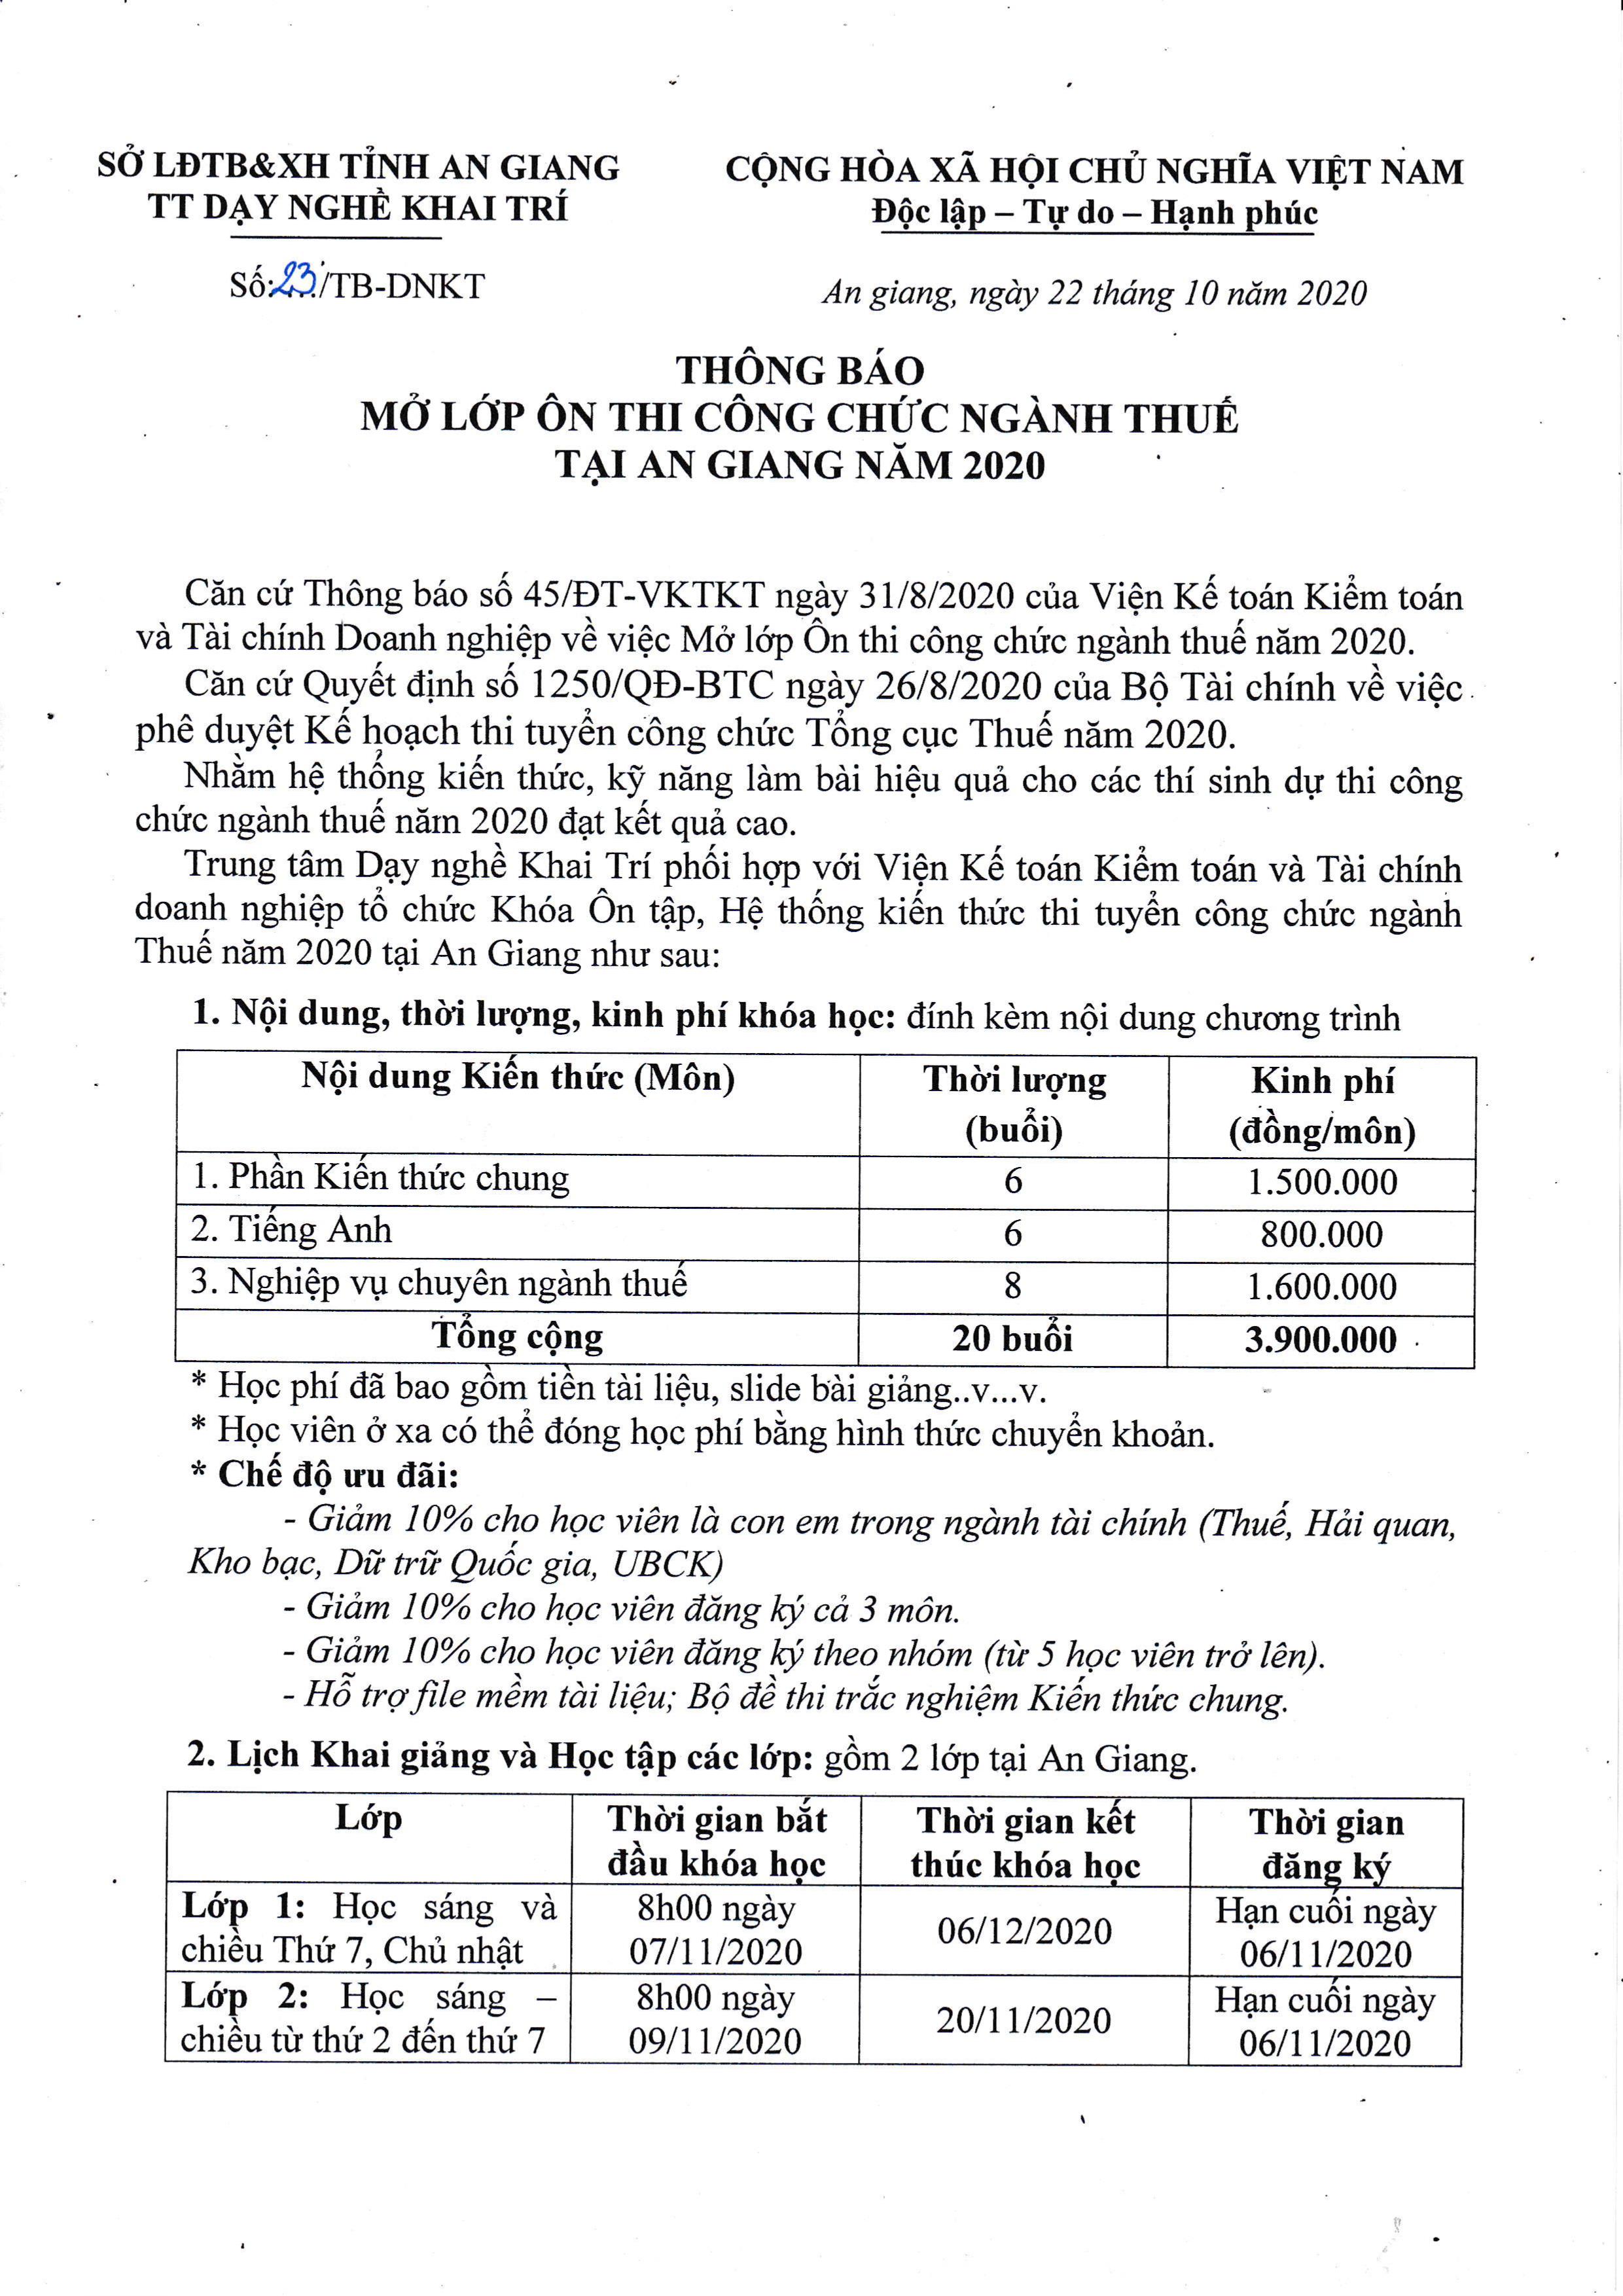 SỞ LĐTB&XH TỈNH AN GIANG
TT DẠY NGHỀ KHAI TRÍ
CỘNG HÒA XÃ HỘI CHỦ NGHĨA VIỆT NAM
Độc lập – Tự do – Hạnh phúc
Số:23/TB-DNKT
An giang, ngày 22 tháng 10 năm 2020
THÔNG BÁO
MỞ LỚP ÔN THI CÔNG CHỨC NGÀNH THUẾ
TẠI AN GIANG NĂM 2020
Căn cứ Thông báo số 45/ĐT-VKTKT ngày 31/8/2020 của Viện Kế toán Kiểm toán
và Tài chính Doanh nghiệp về việc Mở lớp Ôn thi công chức ngành thuế năm 2020.
Căn cứ Quyết định số 1250/QĐ-BTC ngày 26/8/2020 của Bộ Tài chính về việc
phê duyệt Kế hoạch thi tuyển công chức Tổng cục Thuế năm 2020.
Nhằm hệ thống kiến thức, kỹ năng làm bài hiệu quả cho các thí sinh dự thi công
chức ngành thuế năm 2020 đạt kết quả cao.
Trung tâm Dạy nghề Khai Trí phối hợp với Viện Kế toán Kiểm toán và Tài chính
doanh nghiệp tổ chức Khóa Ôn tập, Hệ thống kiến thức thi tuyển công chức ngành
Thuế năm 2020 tại An Giang như sau:
1. Nội dung, thời lượng, kinh phí khóa học: đính kèm nội dung chương trình
Nội dung Kiến thức (Môn)
Thời lượng
(buổi)
Kinh phí
(đồng/môn)
1. Phần Kiến thức chung 6 1.500.000
2. Tiếng Anh 6 800.000
3. Nghiệp vụ chuyên ngành thuế 8 1.600.000
Tổng cộng 20 buổi 3.900.000
* Học phí đã bao gồm tiền tài liệu, slide bài giảng..v...v.
* Học viên ở xa có thể đóng học phí bằng hình thức chuyển khoản.
* Chế độ ưu đãi:
- Giảm 10% cho học viên là con em trong ngành tài chính (Thuế, Hải quan,
Kho bạc, Dữ trữ Quốc gia, UBCK)
- Giảm 10% cho học viên đăng ký cả 3 môn.
- Giảm 10% cho học viên đăng ký theo nhóm (từ 5 học viên trở lên).
- Hỗ trợ file mềm tài liệu; Bộ đề thi trắc nghiệm Kiến thức chung.
2. Lịch Khai giảng và Học tập các lớp: gồm 2 lớp tại An Giang.
Lớp
Thời gian bắt
đầu khóa học
Thời gian kết
thúc khóa học
Thời gian
đăng ký
Lớp 1: Học sáng và
chiều Thứ 7, Chủ nhật
8h00 ngày
07/11/2020
06/12/2020
Hạn cuối ngày
06/11/2020
Lớp 2: Học sáng –
chiều từ thứ 2 đến thứ 7
8h00 ngày
09/11/2020
20/11/2020
Hạn cuối ngày
06/11/2020